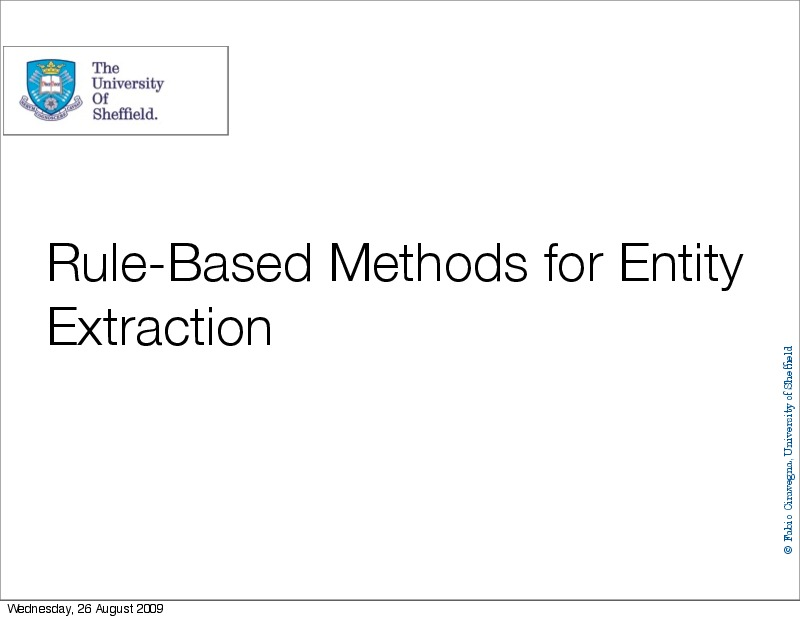 The
University
Of
Sheffield.
Rule-Based Methods for Entity
Extraction
© Fabio Ciravegna, University of Sheffield
Wednesday, 26 August 2009